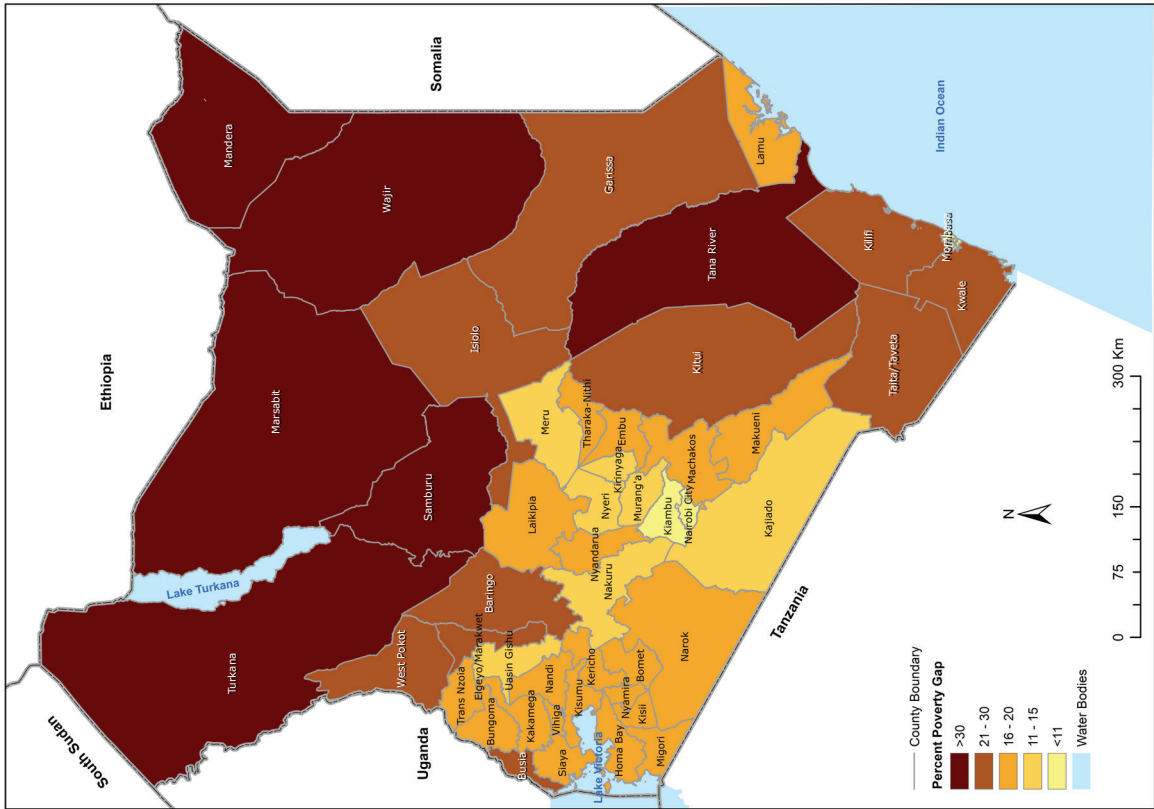 South Sudan
Ethiopia
Somalia
Uganda
Tanzania
Indian Ocean
Lake Turkana
Lake Victoria
Turkana
Marsabit
Mandera
Wajir
Samburu
West Pokot
Baringo
Isiolo
Garissa
Trans Nzoia
Elgeyo/Marakwet
Uasin Gishu
Bungoma
Busia
Kakamega
Nandi
Vihiga
Siaya
Kisumu
Kericho
Homa Bay
Nyamira
Kisii
Bomet
Migori
Narok
Laikipia
Meru
Tharaka-Nithi
Nyandarua
Nyeri
Kirinyaga
Embu
Nakuru
Murang'a
Kiambu
Nairobi City
Machakos
Makueni
Kajiado
Kitui
Tana River
Lamu
Kilifi
Mombasa
Kwale
Taita/Taveta
N
0 75 150 300 Km
County Boundary
Percent Poverty Gap
>30
21 - 30
16 - 20
11 - 15
<11
Water Bodies